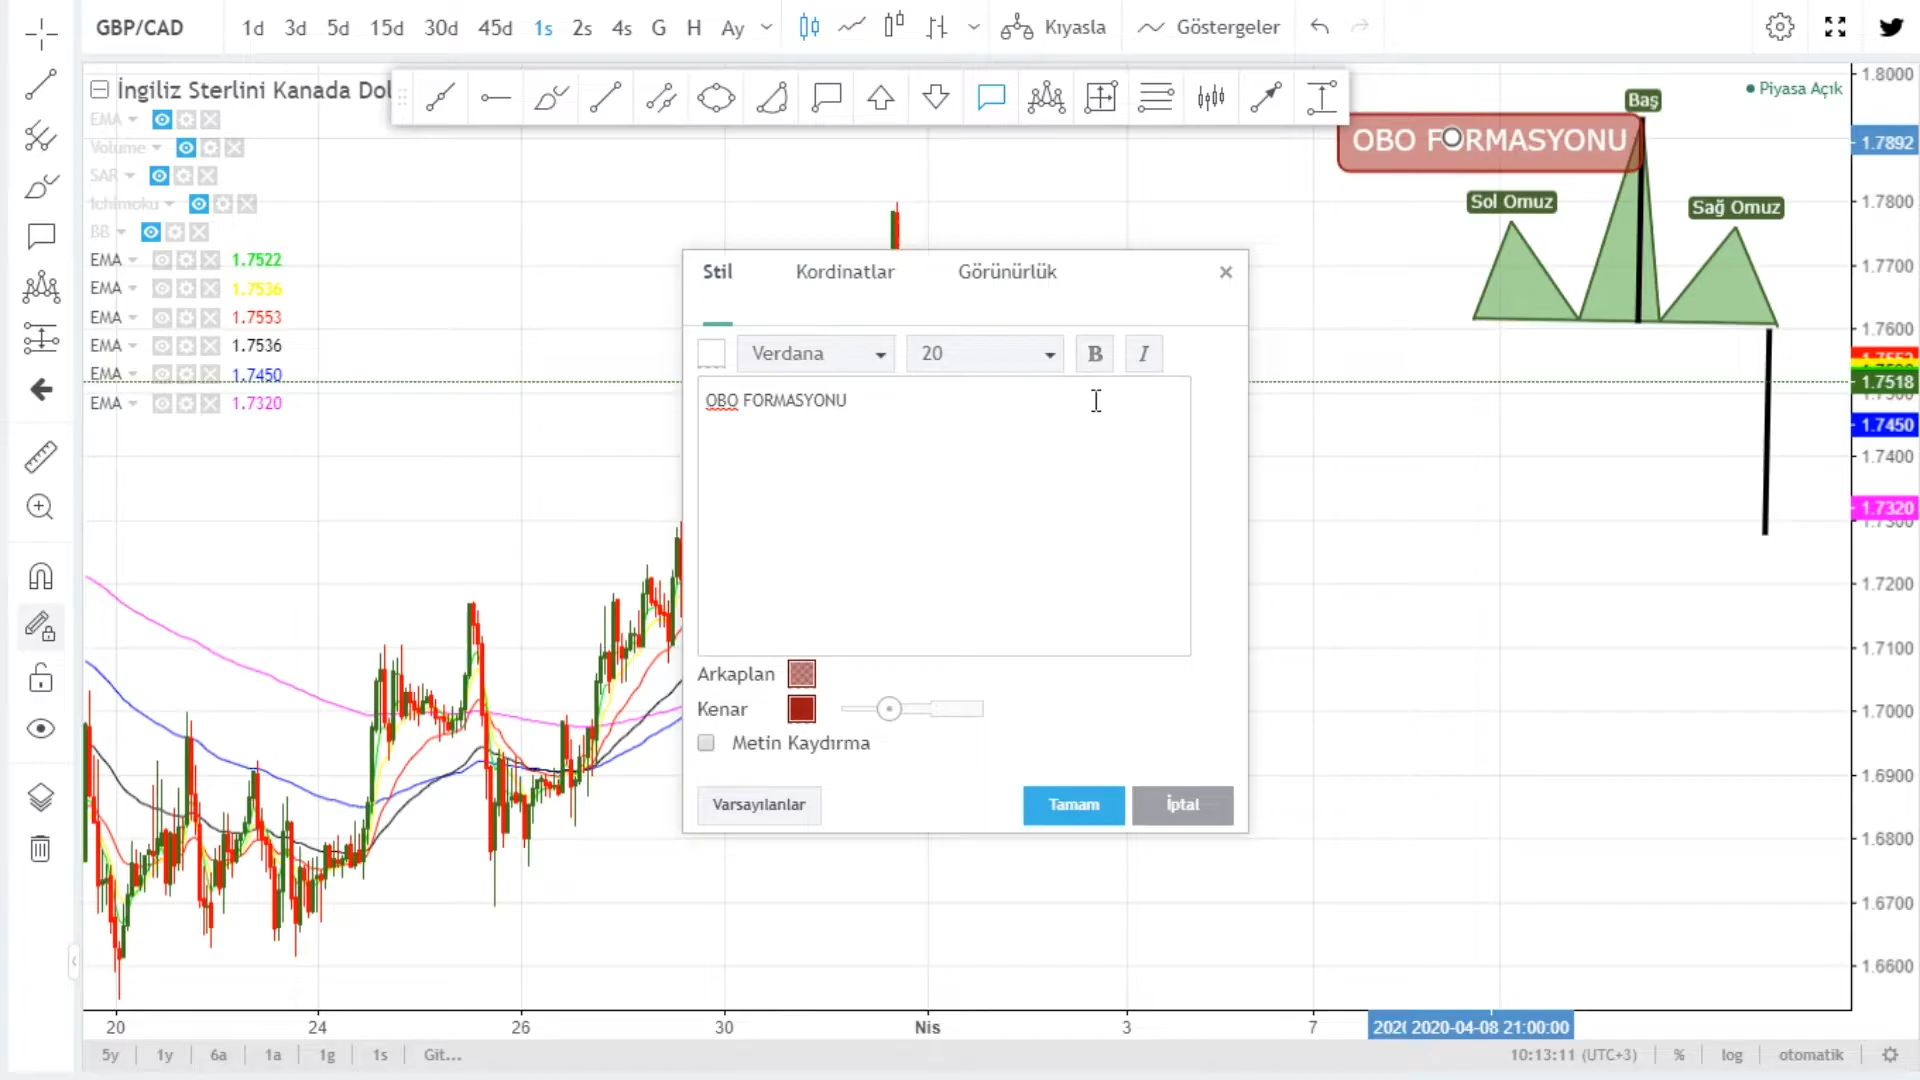 GBP/CAD 1d 3d 5d 15d 30d 45d 1s 2s 4s G H Ay Kıyasla Göstergeler
İngiliz Sterlini Kanada Dol
Piyasa Açık
EMA
Volume
SAR
Ichimoku
BB
EMA 1.7522
EMA 1.7536
EMA 1.7553
EMA 1.7536
EMA 1.7450
EMA 1.7320
Baş
OBO FORMASYONU
Sol Omuz
Sağ Omuz
Stil Kordinatlar Görünürlük
Verdana 20 B I
OBO FORMASYONU
Arkaplan
Kenar
Metin Kaydırma
Varsayılanlar Tamam İptal
1.8000
1.7892
1.7800
1.7700
1.7600
1.7518
1.7450
1.7400
1.7320
1.7200
1.7100
1.7000
1.6900
1.6800
1.6700
1.6600
20 24 26 30 Nis 3 7 2020-04-08 21:00:00
5y 1y 6a 1a 1g 1s Git... 10:13:11 (UTC+3) % log otomatik